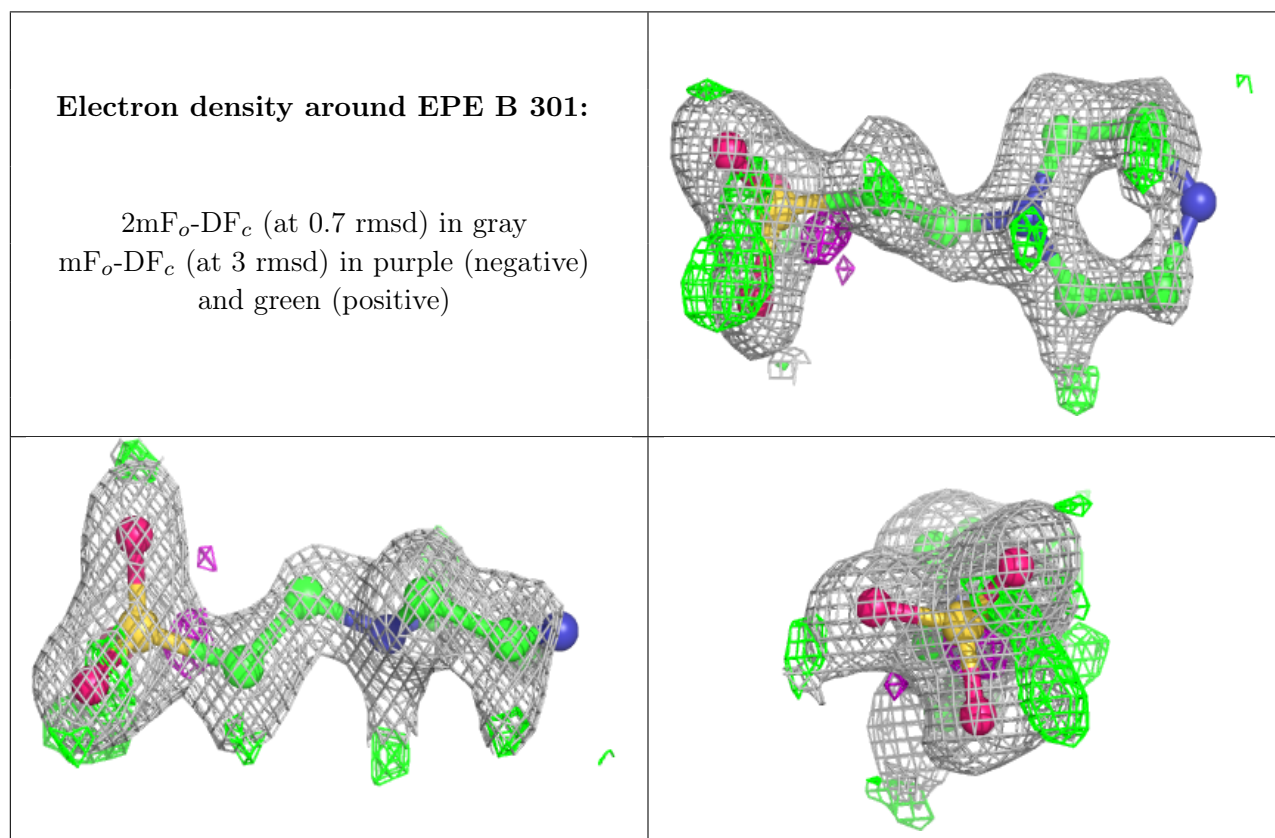 Electron density around EPE B 301:
2mFo-DFc (at 0.7 rmsd) in gray
mFo-DFc (at 3 rmsd) in purple (negative)
and green (positive)